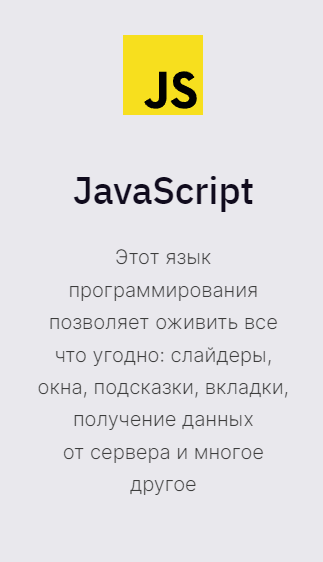 JS
JavaScript
Этот язык
программирования
позволяет оживить все
что угодно: слайдеры,
окна, подсказки, вкладки,
получение данных
от сервера и многое
другое